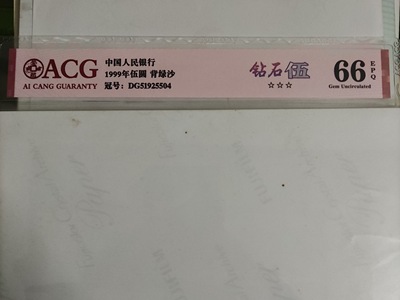 ACG
AI CANG GUARANTY
中国人民银行
1999年伍圆 背绿沙
冠号: DG51925504
钻石伍
☆☆☆
66 EPQ
Gem Uncirculated